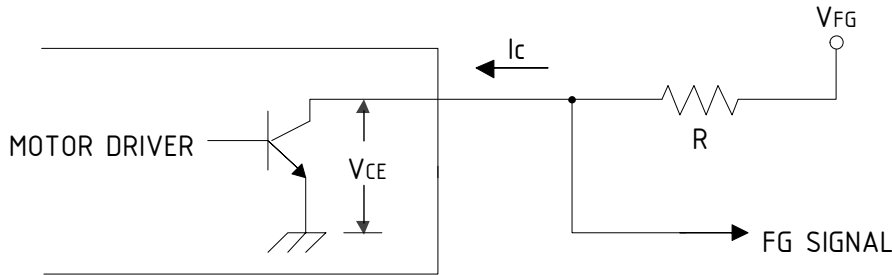 VFG
Ic
R
MOTOR DRIVER
VCE
FG SIGNAL